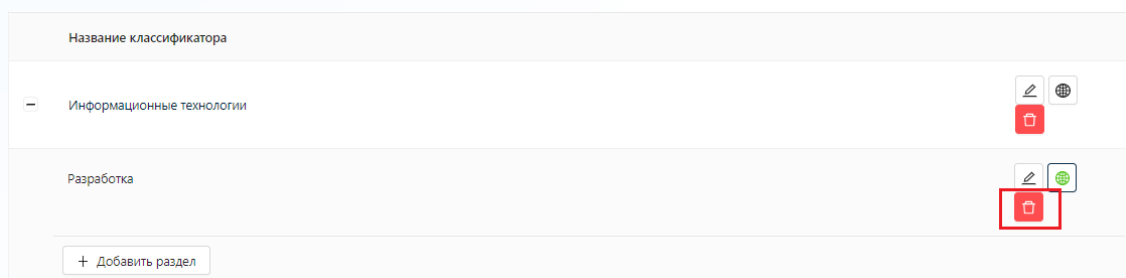 Название классификатора
Информационные технологии
Разработка
+ Добавить раздел